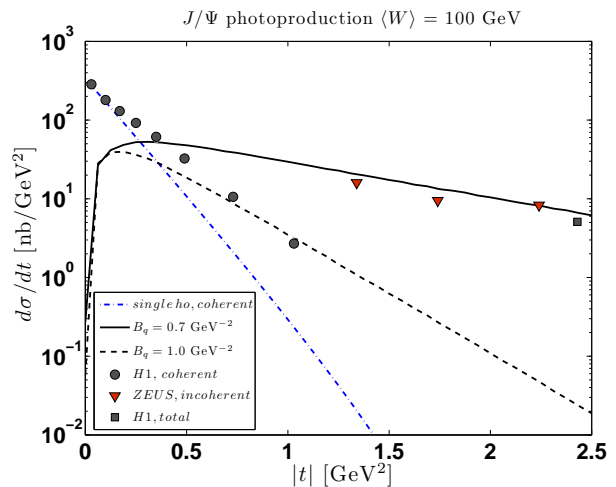 J/Ψ photoproduction ⟨W⟩ = 100 GeV
10^3
10^2
10^1
10^0
10^-1
10^-2
dσ/dt [nb/GeV^2]
single ho, coherent
B_q = 0.7 GeV^-2
B_q = 1.0 GeV^-2
H1, coherent
ZEUS, incoherent
H1, total
0 0.5 1 1.5 2 2.5
|t| [GeV^2]